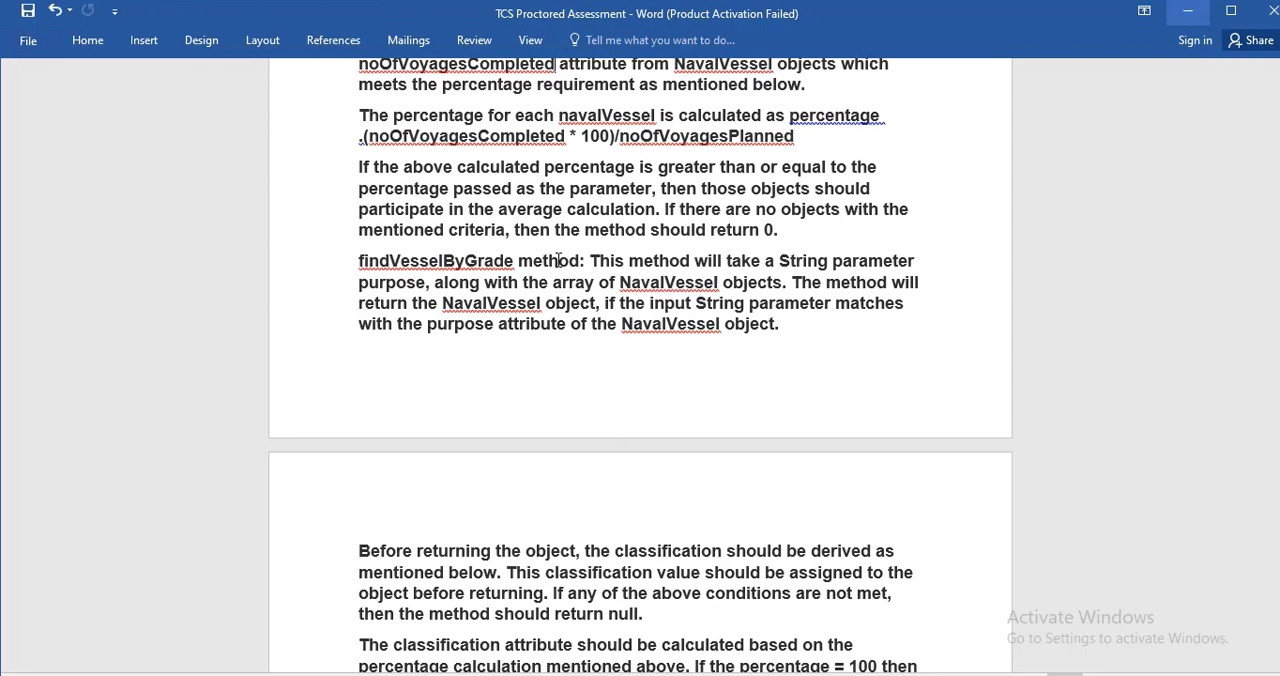 TCS Proctored Assessment - Word (Product Activation Failed)
File Home Insert Design Layout References Mailings Review View Tell me what you want to do... Sign in Share
noOfVoyagesCompleted attribute from NavalVessel objects which
meets the percentage requirement as mentioned below.
The percentage for each navalVessel is calculated as percentage
.(noOfVoyagesCompleted * 100)/noOfVoyagesPlanned
If the above calculated percentage is greater than or equal to the
percentage passed as the parameter, then those objects should
participate in the average calculation. If there are no objects with the
mentioned criteria, then the method should return 0.
findVesselByGrade method: This method will take a String parameter
purpose, along with the array of NavalVessel objects. The method will
return the NavalVessel object, if the input String parameter matches
with the purpose attribute of the NavalVessel object.
Before returning the object, the classification should be derived as
mentioned below. This classification value should be assigned to the
object before returning. If any of the above conditions are not met,
then the method should return null.
The classification attribute should be calculated based on the
percentage calculation mentioned above. If the percentage = 100 then
Activate Windows
Go to Settings to activate Windows.